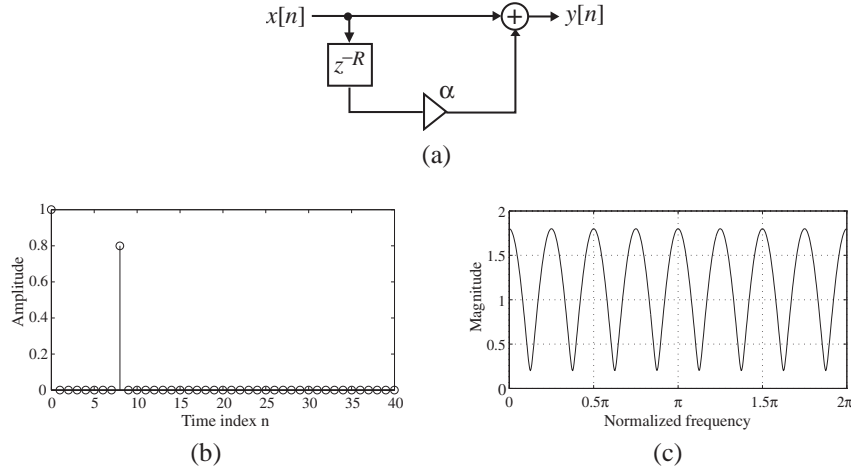 x[n]
+
y[n]
z⁻ᴿ
α
(a)
Amplitude
1
0.8
0.6
0.4
0.2
0
0 5 10 15 20 25 30 35 40
Time index n
(b)
Magnitude
2
1.5
1
0.5
0
0 0.5π π 1.5π 2π
Normalized frequency
(c)